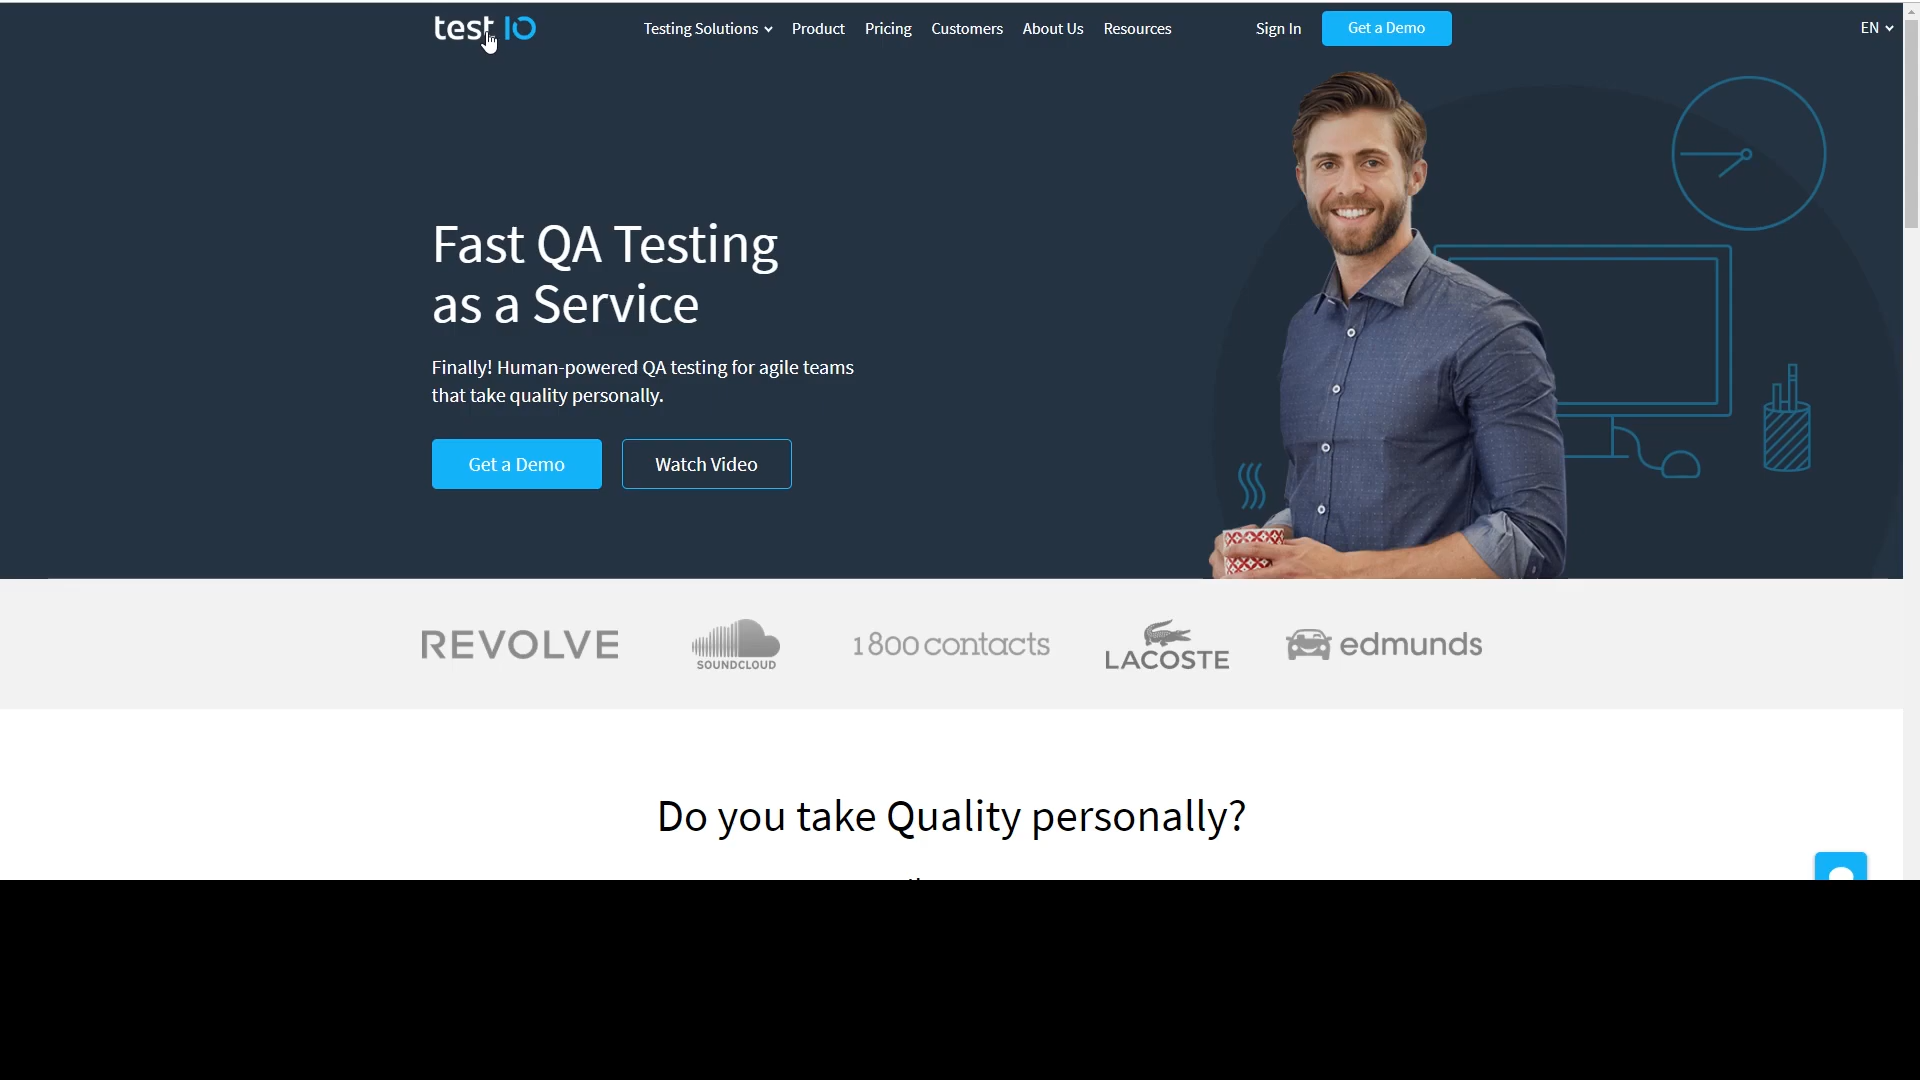 test IO
Testing Solutions
Product
Pricing
Customers
About Us
Resources
Sign In
Get a Demo
EN
Fast QA Testing
as a Service
Finally! Human-powered QA testing for agile teams
that take quality personally.
Get a Demo
Watch Video
REVOLVE
SOUNDCLOUD
1800 contacts
LACOSTE
edmunds
Do you take Quality personally?